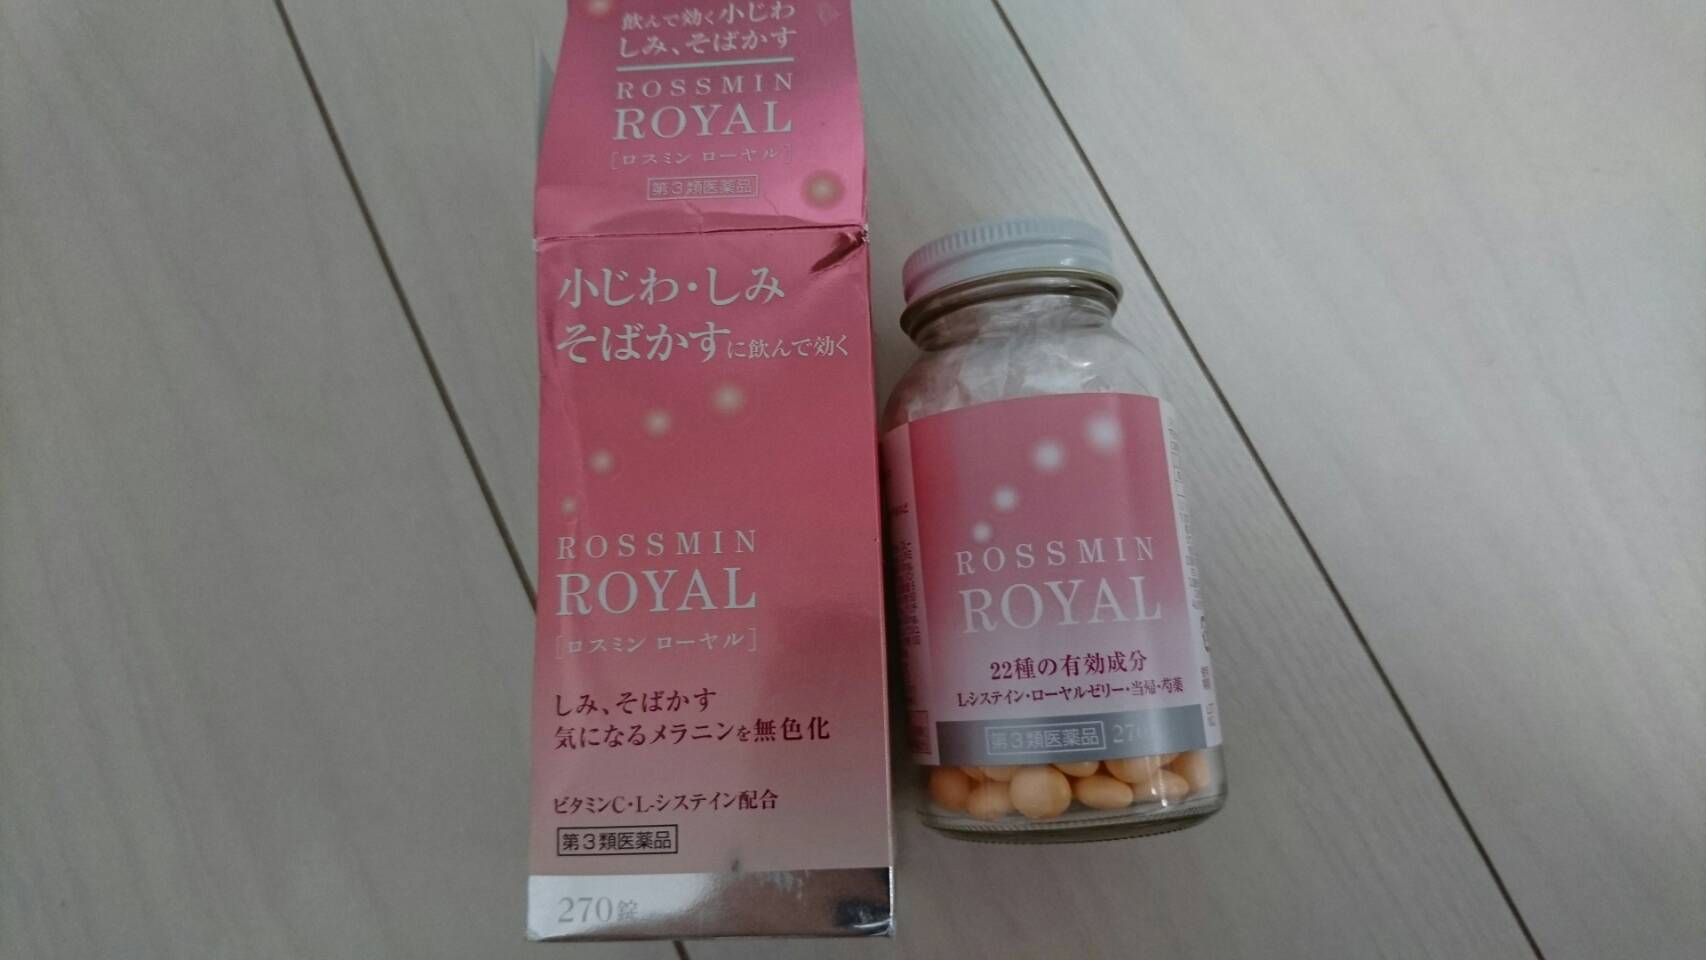 飲んで効く小じわ
しみ、そばかす
ROSSMIN
ROYAL
[ロスミン ローヤル]
第3類医薬品
小じわ・しみ
そばかすに飲んで効く
ROSSMIN
ROYAL
[ロスミン ローヤル]
しみ、そばかす
気になるメラニンを無色化
ビタミンC・L-システイン配合
第3類医薬品
270錠
ROSSMIN
ROYAL
22種の有効成分
L-システイン・ローヤルゼリー・当帰・芍薬
第3類医薬品 270